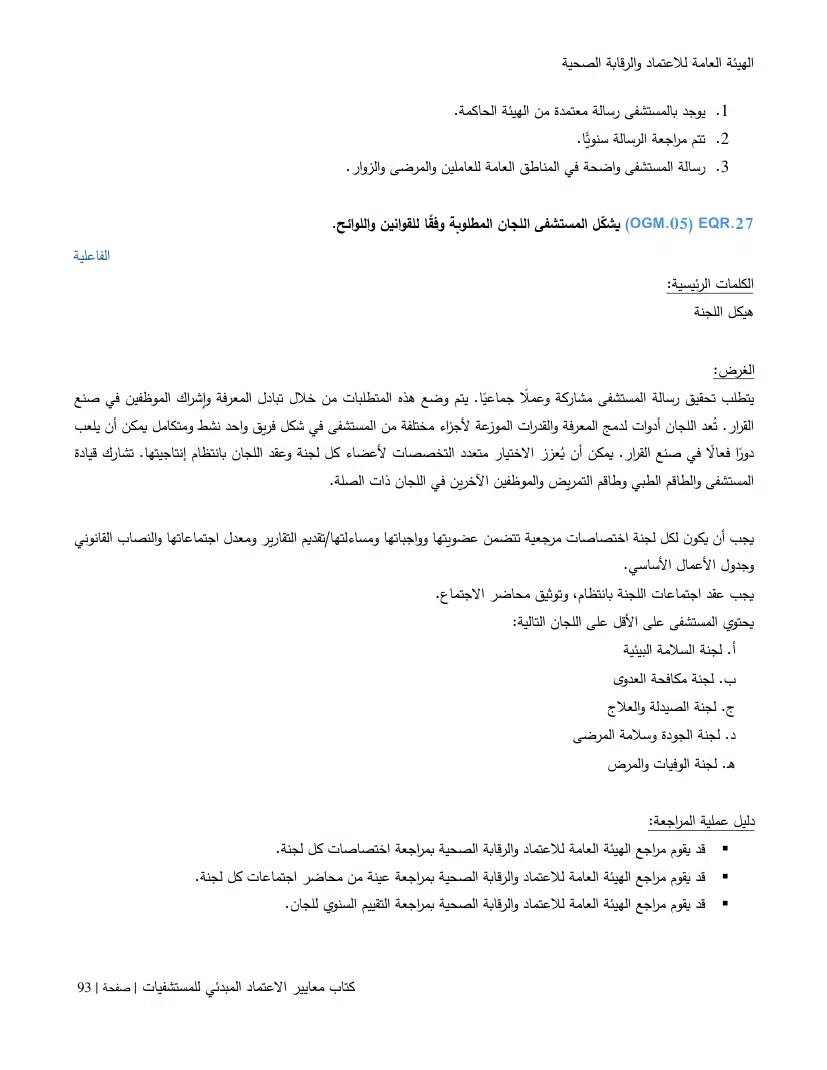 الهيئة العامة للاعتماد والرقابة الصحية
1. يوجد بالمستشفى رسالة معتمدة من الهيئة الحاكمة.
2. تتم مراجعة الرسالة سنويًّا.
3. رسالة المستشفى واضحة في المناطق العامة للعاملين والمرضى والزوار.
EQR.27 (OGM.05) يشكّل المستشفى اللجان المطلوبة وفقًا للقوانين واللوائح.
الفاعلية
الكلمات الرئيسية:
هيكل اللجنة
الغرض:
يتطلب تحقيق رسالة المستشفى مشاركة وعملًا جماعيًا. يتم وضع هذه المتطلبات من خلال تبادل المعرفة وإشراك الموظفين في صنع
القرار. تُعد اللجان أدوات لدمج المعرفة والقدرات الموزعة لأجزاء مختلفة من المستشفى في شكل فريق واحد نشط ومتكامل يمكن أن يلعب
دورًا فعالًا في صنع القرار. يمكن أن يُعزز الاختيار متعدد التخصصات لأعضاء كل لجنة وعقد اللجان بانتظام إنتاجيتها. تشارك قيادة
المستشفى والطاقم الطبي وطاقم التمريض والموظفين الآخرين في اللجان ذات الصلة.
يجب أن يكون لكل لجنة اختصاصات مرجعية تتضمن عضويتها وواجباتها ومساءلتها/تقديم التقارير ومعدل اجتماعاتها والنصاب القانوني
وجدول الأعمال الأساسي.
يجب عقد اجتماعات اللجنة بانتظام، وتوثيق محاضر الاجتماع.
يحتوي المستشفى على الأقل على اللجان التالية:
أ. لجنة السلامة البيئية
ب. لجنة مكافحة العدوى
ج. لجنة الصيدلة والعلاج
د. لجنة الجودة وسلامة المرضى
ه. لجنة الوفيات والمرض
دليل عملية المراجعة:
▪ قد يقوم مراجع الهيئة العامة للاعتماد والرقابة الصحية بمراجعة اختصاصات كل لجنة.
▪ قد يقوم مراجع الهيئة العامة للاعتماد والرقابة الصحية بمراجعة عينة من محاضر اجتماعات كل لجنة.
▪ قد يقوم مراجع الهيئة العامة للاعتماد والرقابة الصحية بمراجعة التقييم السنوي للجان.
كتاب معايير الاعتماد المبدئي للمستشفيات | صفحة | 93